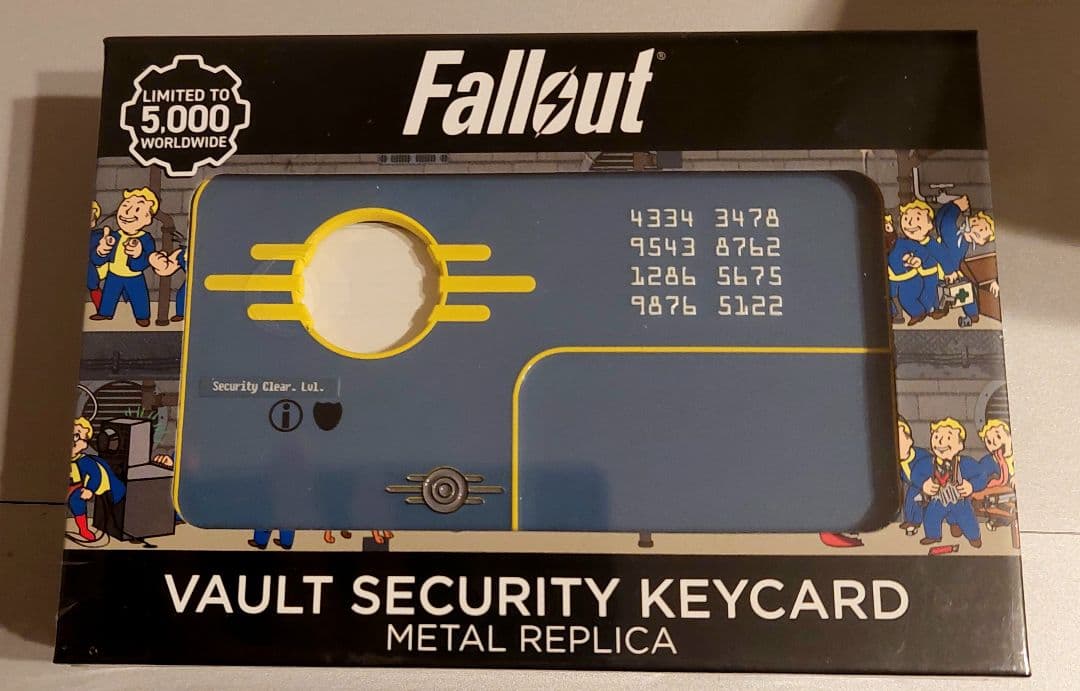 LIMITED TO
5,000
WORLDWIDE
Fallout®
4334 3478
9543 8762
1286 5675
9876 5122
Security Clear. Lvl.
i
VAULT SECURITY KEYCARD
METAL REPLICA